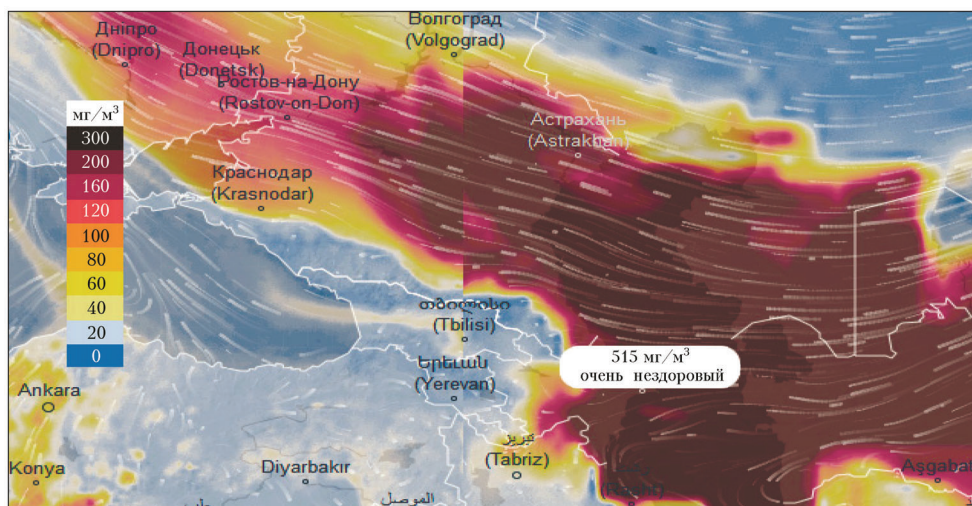 Дніпро
(Dnipro)
Донецьк
(Donetsk)
Волгоград
(Volgograd)
Ростов-на-Дону
(Rostov-on-Don)
мг/м³
300
200
160
120
100
80
60
40
20
0
Астрахань
(Astrakhan)
Краснодар
(Krasnodar)
თბილისი
(Tbilisi)
Երեւան
(Yerevan)
515 мг/м³
очень нездоровый
Ankara
Konya
Diyarbakır
الموصل
تبریز
(Tabriz)
رشت
(Rasht)
Aşgabat